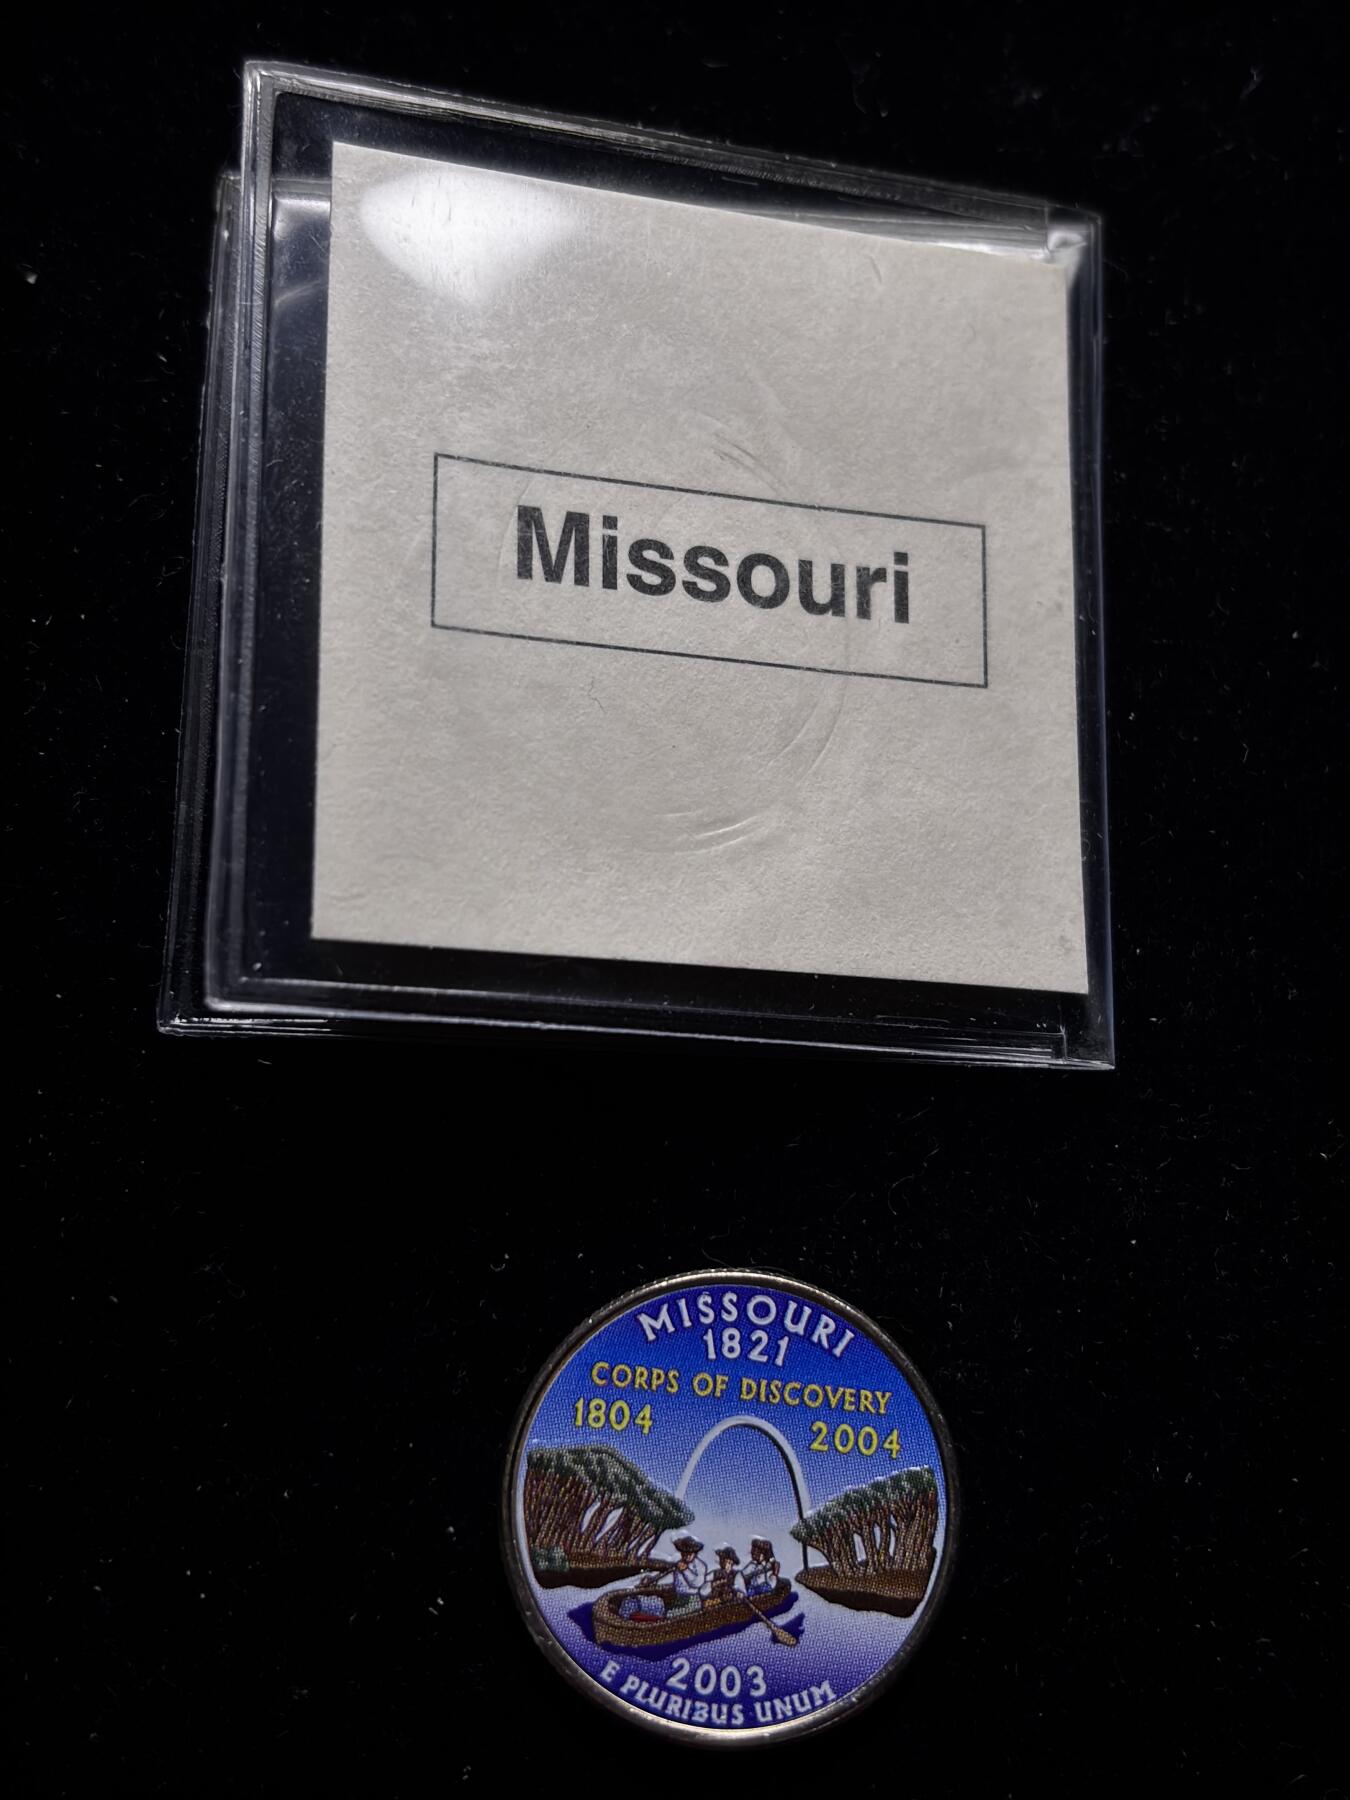 Missouri
MISSOURI
1821
CORPS OF DISCOVERY
1804 2004
2003
E PLURIBUS UNUM